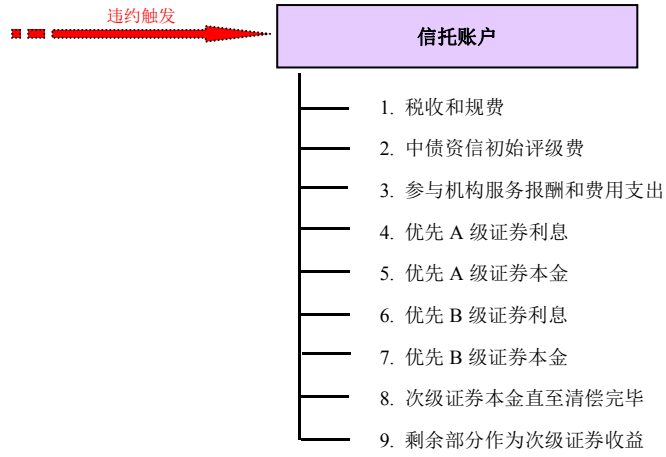 违约触发
信托账户
1. 税收和规费
2. 中债资信初始评级费
3. 参与机构服务报酬和费用支出
4. 优先 A 级证券利息
5. 优先 A 级证券本金
6. 优先 B 级证券利息
7. 优先 B 级证券本金
8. 次级证券本金直至清偿完毕
9. 剩余部分作为次级证券收益